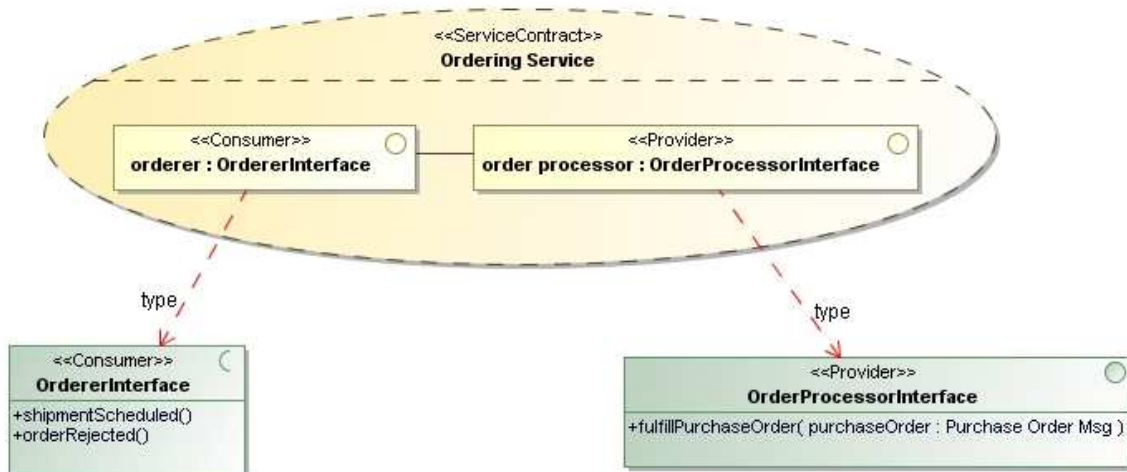 <<ServiceContract>>
Ordering Service
<<Consumer>>
orderer : OrdererInterface
<<Provider>>
order processor : OrderProcessorInterface
type
type
<<Consumer>>
OrdererInterface
+shipmentScheduled()
+orderRejected()
<<Provider>>
OrderProcessorInterface
+fulfillPurchaseOrder( purchaseOrder : Purchase Order Msg )